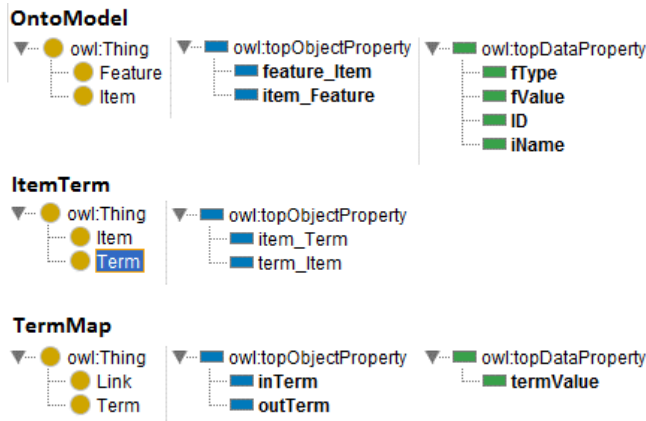 OntoModel
owl:Thing owl:topObjectProperty owl:topDataProperty
Feature feature_Item fType
Item item_Feature fValue
ID
iName
ItemTerm
owl:Thing owl:topObjectProperty
Item item_Term
Term term_Item
TermMap
owl:Thing owl:topObjectProperty owl:topDataProperty
Link inTerm termValue
Term outTerm